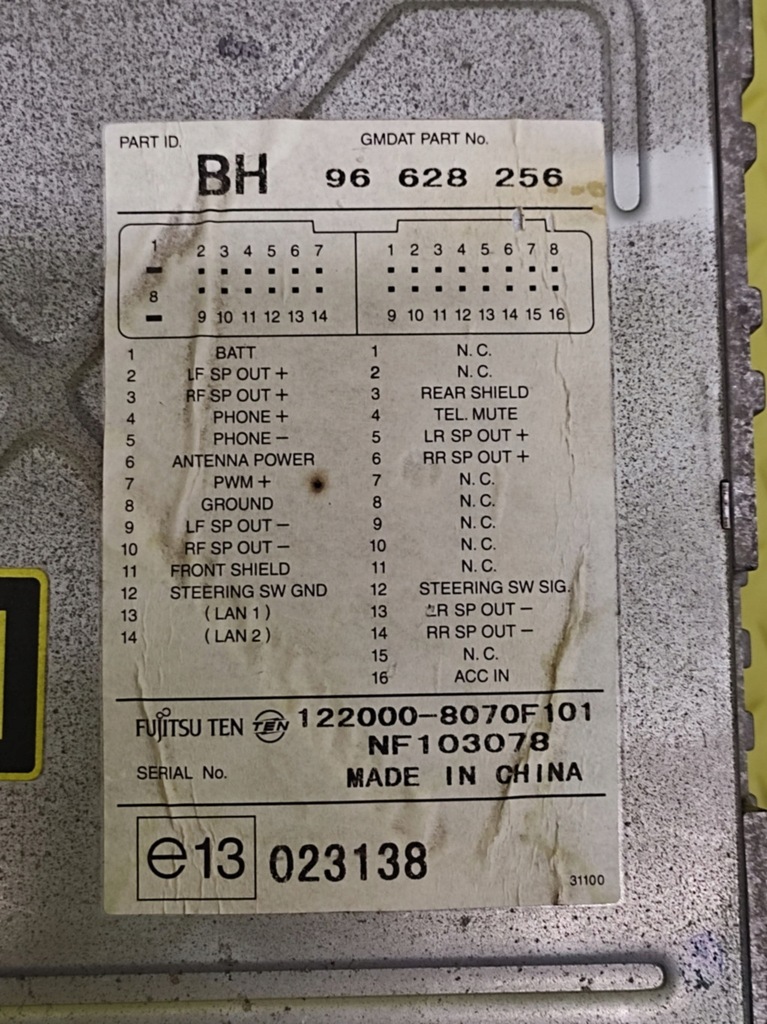 PART ID. GMDAT PART No.
BH 96 628 256
1 2 3 4 5 6 7 1 2 3 4 5 6 7 8
8 9 10 11 12 13 14 9 10 11 12 13 14 15 16
1 BATT 1 N.C.
2 LF SP OUT + 2 N.C.
3 RF SP OUT + 3 REAR SHIELD
4 PHONE + 4 TEL. MUTE
5 PHONE − 5 LR SP OUT +
6 ANTENNA POWER 6 RR SP OUT +
7 PWM + 7 N.C.
8 GROUND 8 N.C.
9 LF SP OUT − 9 N.C.
10 RF SP OUT − 10 N.C.
11 FRONT SHIELD 11 N.C.
12 STEERING SW GND 12 STEERING SW SIG.
13 (LAN 1) 13 LR SP OUT −
14 (LAN 2) 14 RR SP OUT −
15 N.C.
16 ACC IN
FUJITSU TEN TEN 122000-8070F101
NF103078
SERIAL No. MADE IN CHINA
e13 023138
31100